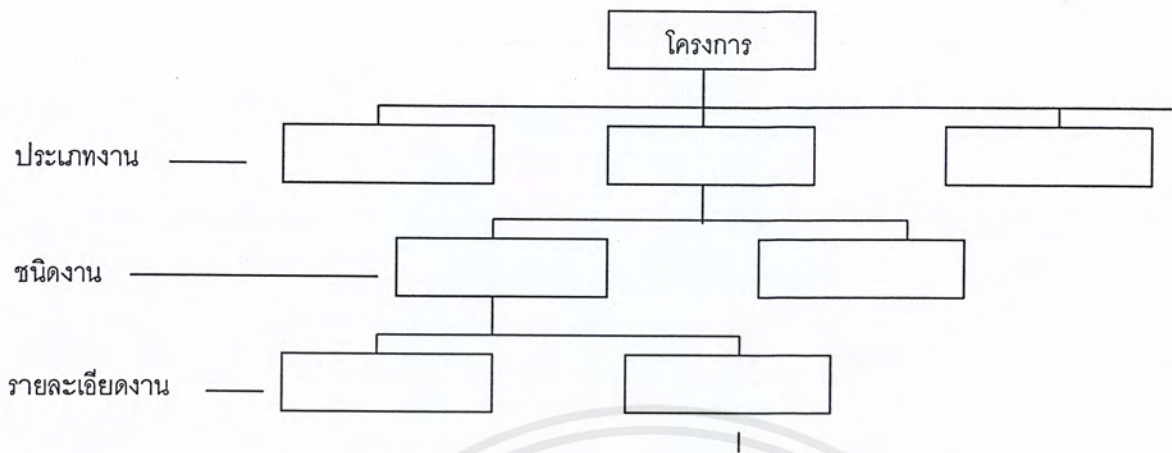 โครงการ
ประเภทงาน
ชนิดงาน
รายละเอียดงาน